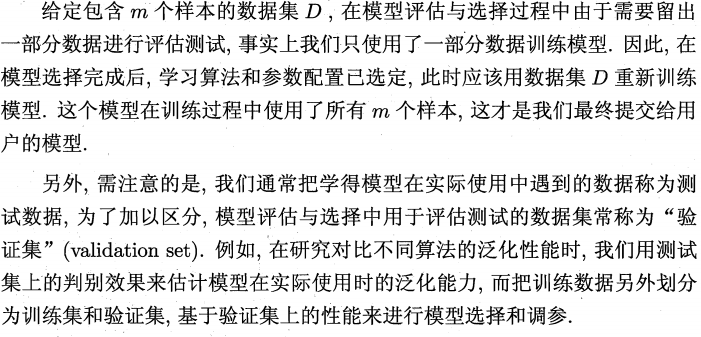 给定包含 m 个样本的数据集 D , 在模型评估与选择过程中由于需要留出
一部分数据进行评估测试, 事实上我们只使用了一部分数据训练模型. 因此, 在
模型选择完成后, 学习算法和参数配置已选定, 此时应该用数据集 D 重新训练
模型. 这个模型在训练过程中使用了所有 m 个样本, 这才是我们最终提交给用
户的模型.
另外, 需注意的是, 我们通常把学得模型在实际使用中遇到的数据称为测
试数据, 为了加以区分, 模型评估与选择中用于评估测试的数据集常称为“验
证集” (validation set). 例如, 在研究对比不同算法的泛化性能时, 我们用测试
集上的判别效果来估计模型在实际使用时的泛化能力, 而把训练数据另外划分
为训练集和验证集, 基于验证集上的性能来进行模型选择和调参.